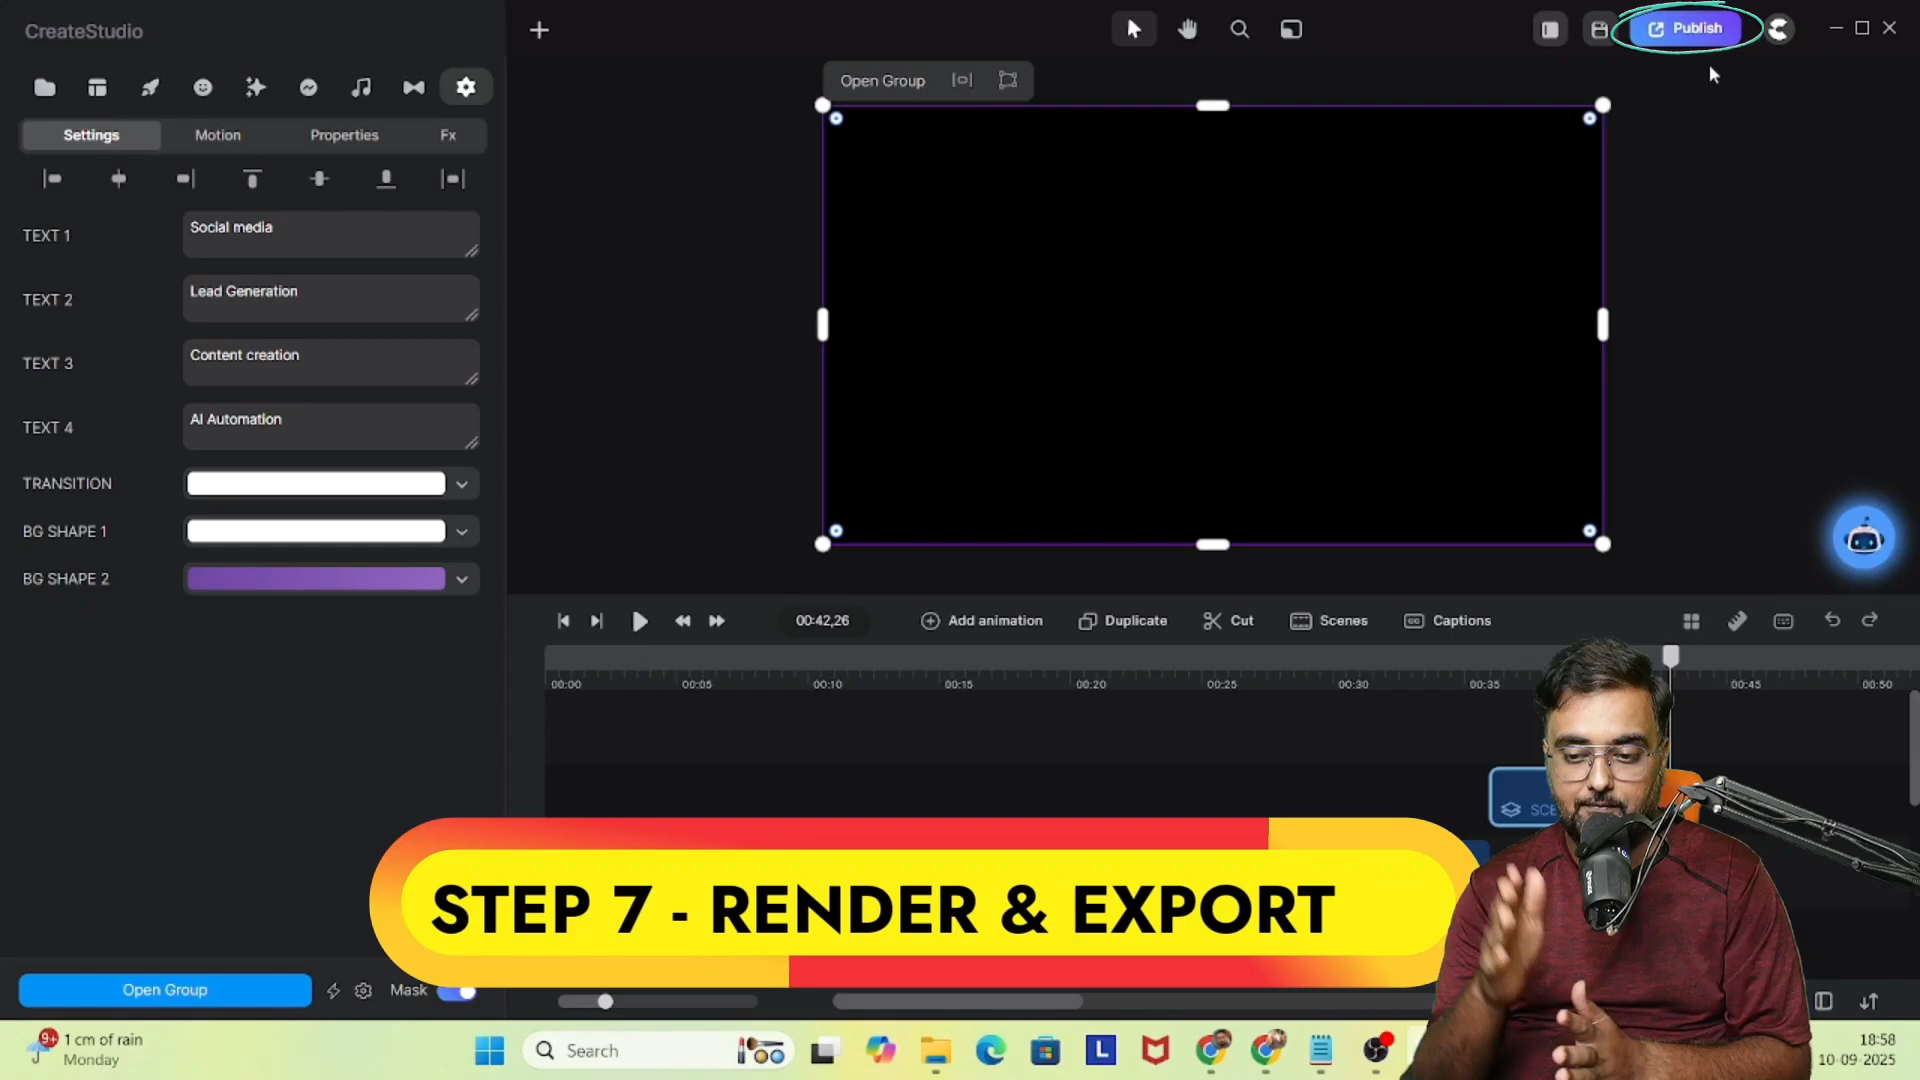 CreateStudio
Publish
Open Group
Settings Motion Properties Fx
TEXT 1 Social media
TEXT 2 Lead Generation
TEXT 3 Content creation
TEXT 4 AI Automation
TRANSITION
BG SHAPE 1
BG SHAPE 2
00:42,26 Add animation Duplicate Cut Scenes Captions
00:00 00:05 00:10 00:15 00:20 00:25 00:30 00:35 00:45 00:50
STEP 7 - RENDER & EXPORT
Open Group Mask
9+ 1 cm of rain
Monday
Search
L
18:58
10-09-2025